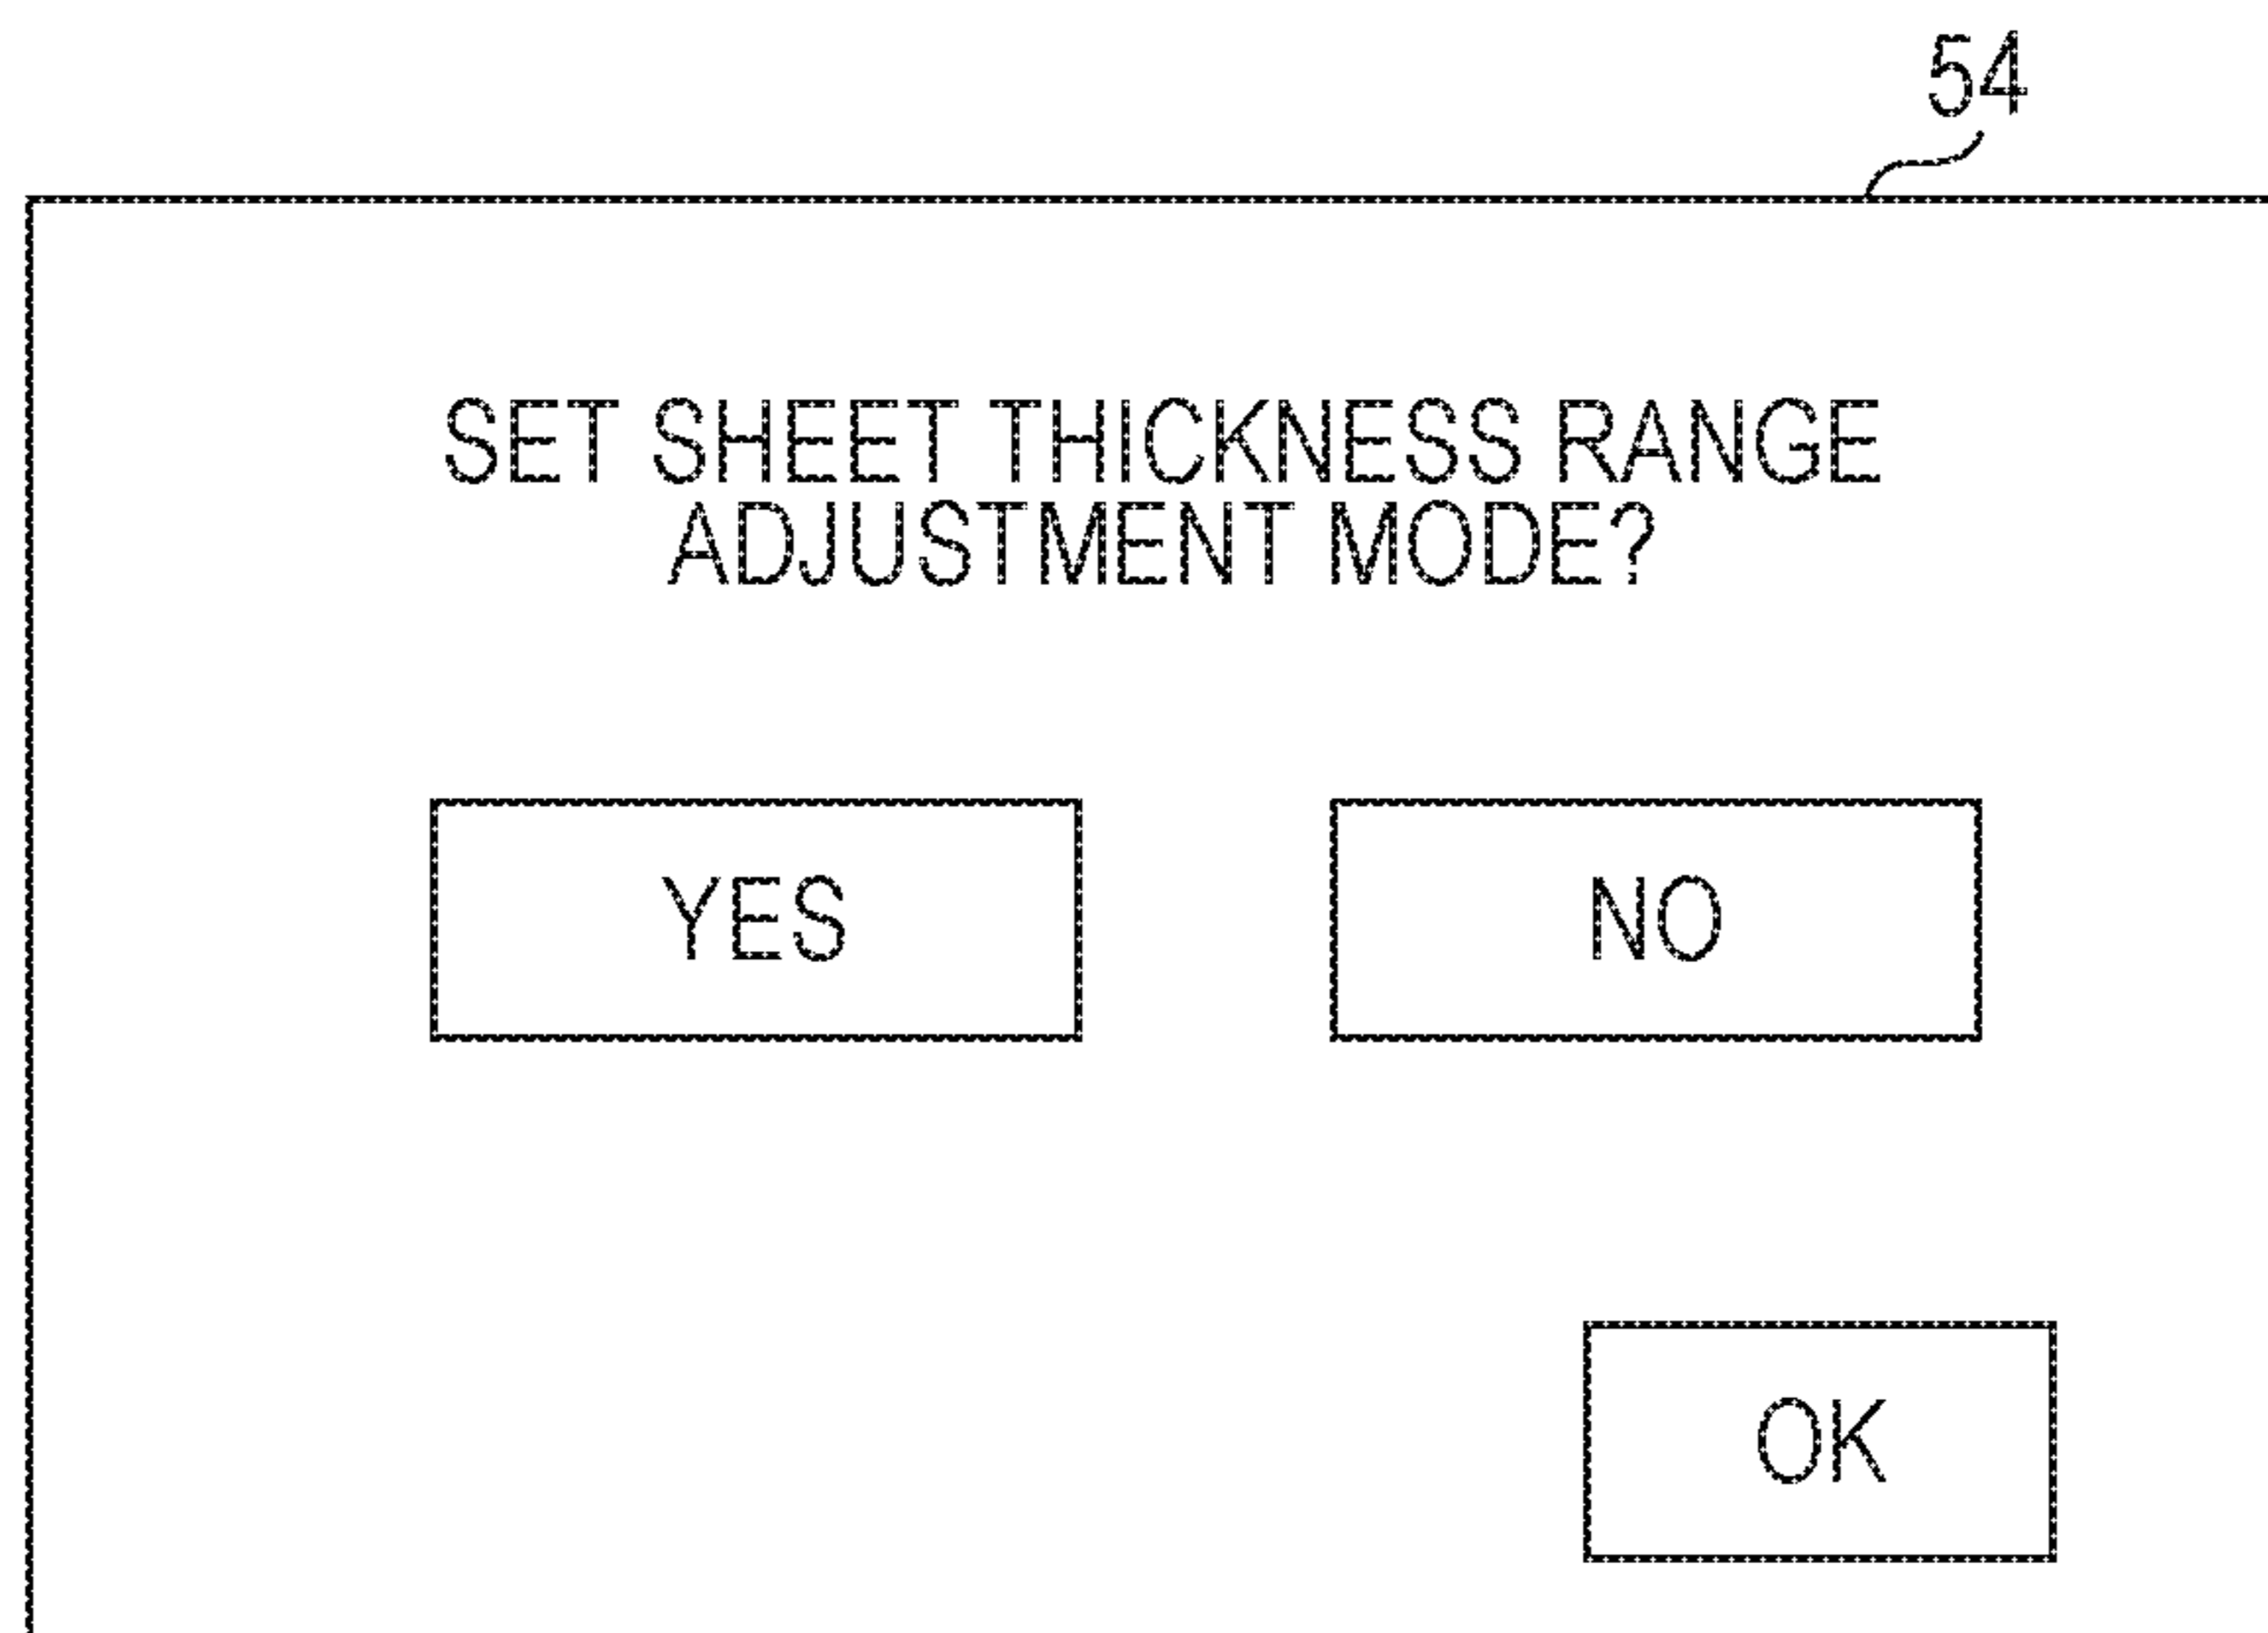 54
SET SHEET THICKNESS RANGE
ADJUSTMENT MODE?
YES NO
OK